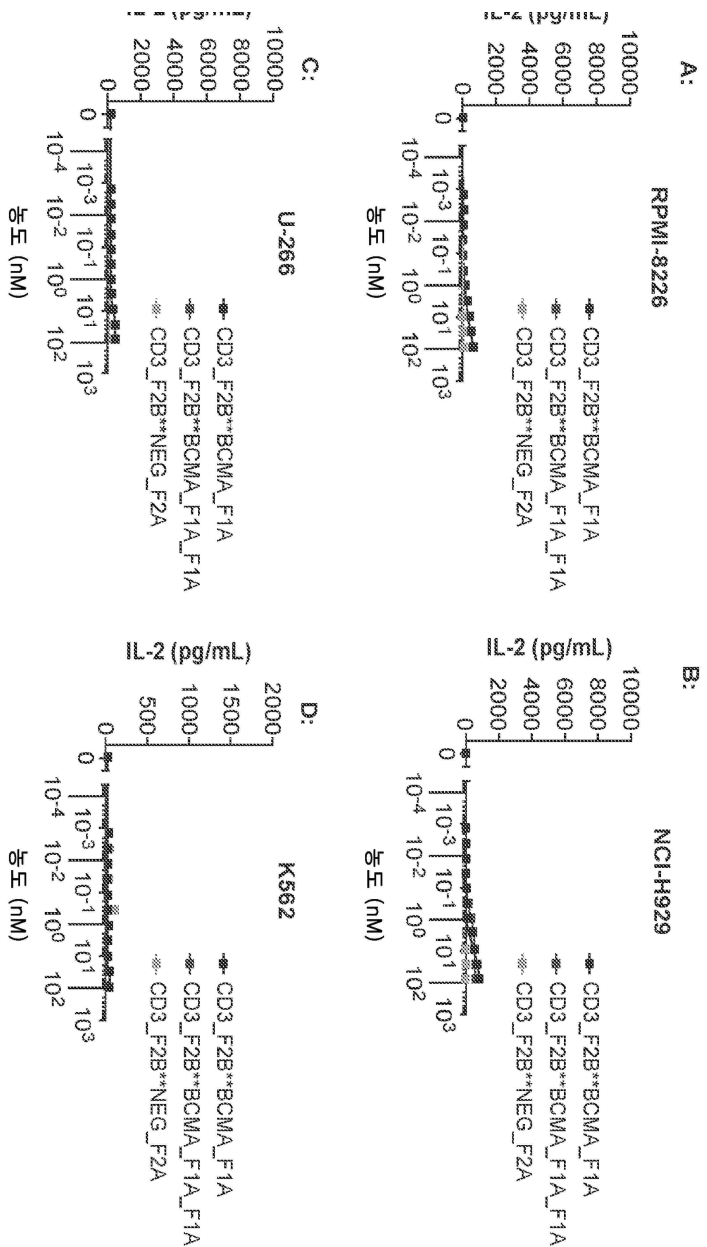 A:
RPMI-8226
IL-2 (pg/mL)
10000
8000
6000
4000
2000
0
0
10-4
10-3
10-2
10-1
100
101
102
103
농도 (nM)
CD3_F2B**BCMA_F1A
CD3_F2B**BCMA_F1A_F1A
CD3_F2B**NEG_F2A
B:
NCI-H929
IL-2 (pg/mL)
10000
8000
6000
4000
2000
0
0
10-4
10-3
10-2
10-1
100
101
102
103
농도 (nM)
CD3_F2B**BCMA_F1A
CD3_F2B**BCMA_F1A_F1A
CD3_F2B**NEG_F2A
C:
U-266
10000
8000
6000
4000
2000
0
0
10-4
10-3
10-2
10-1
100
101
102
103
농도 (nM)
CD3_F2B**BCMA_F1A
CD3_F2B**BCMA_F1A_F1A
CD3_F2B**NEG_F2A
D:
K562
IL-2 (pg/mL)
2000
1500
1000
500
0
0
10-4
10-3
10-2
10-1
100
101
102
103
농도 (nM)
CD3_F2B**BCMA_F1A
CD3_F2B**BCMA_F1A_F1A
CD3_F2B**NEG_F2A